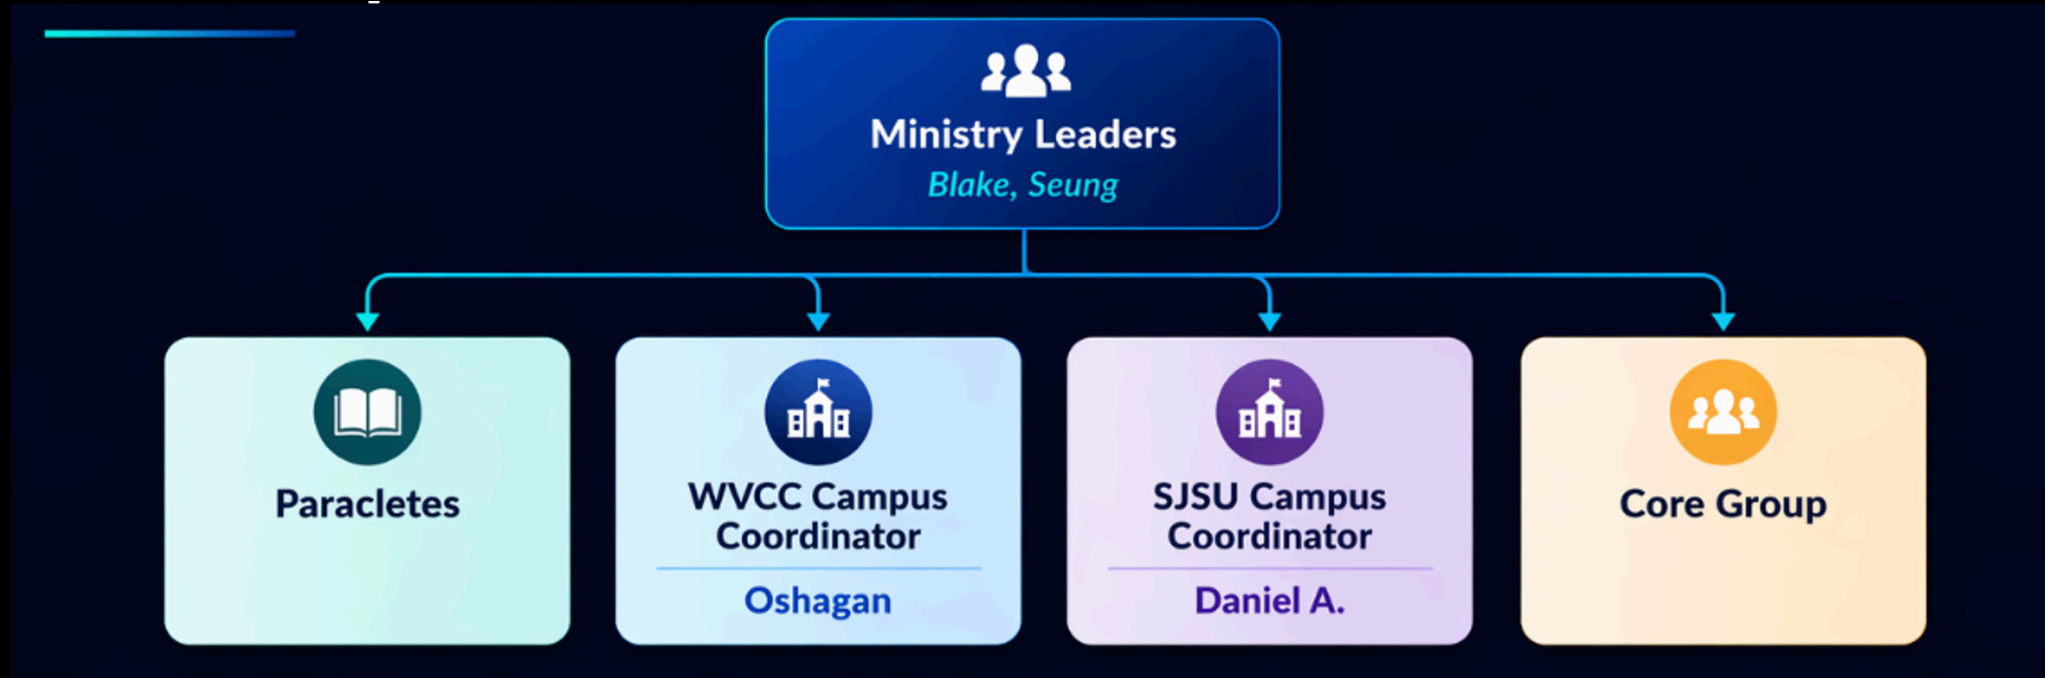 Ministry Leaders
Blake, Seung
Paracletes
WVCC Campus
Coordinator
Oshagan
SJSU Campus
Coordinator
Daniel A.
Core Group